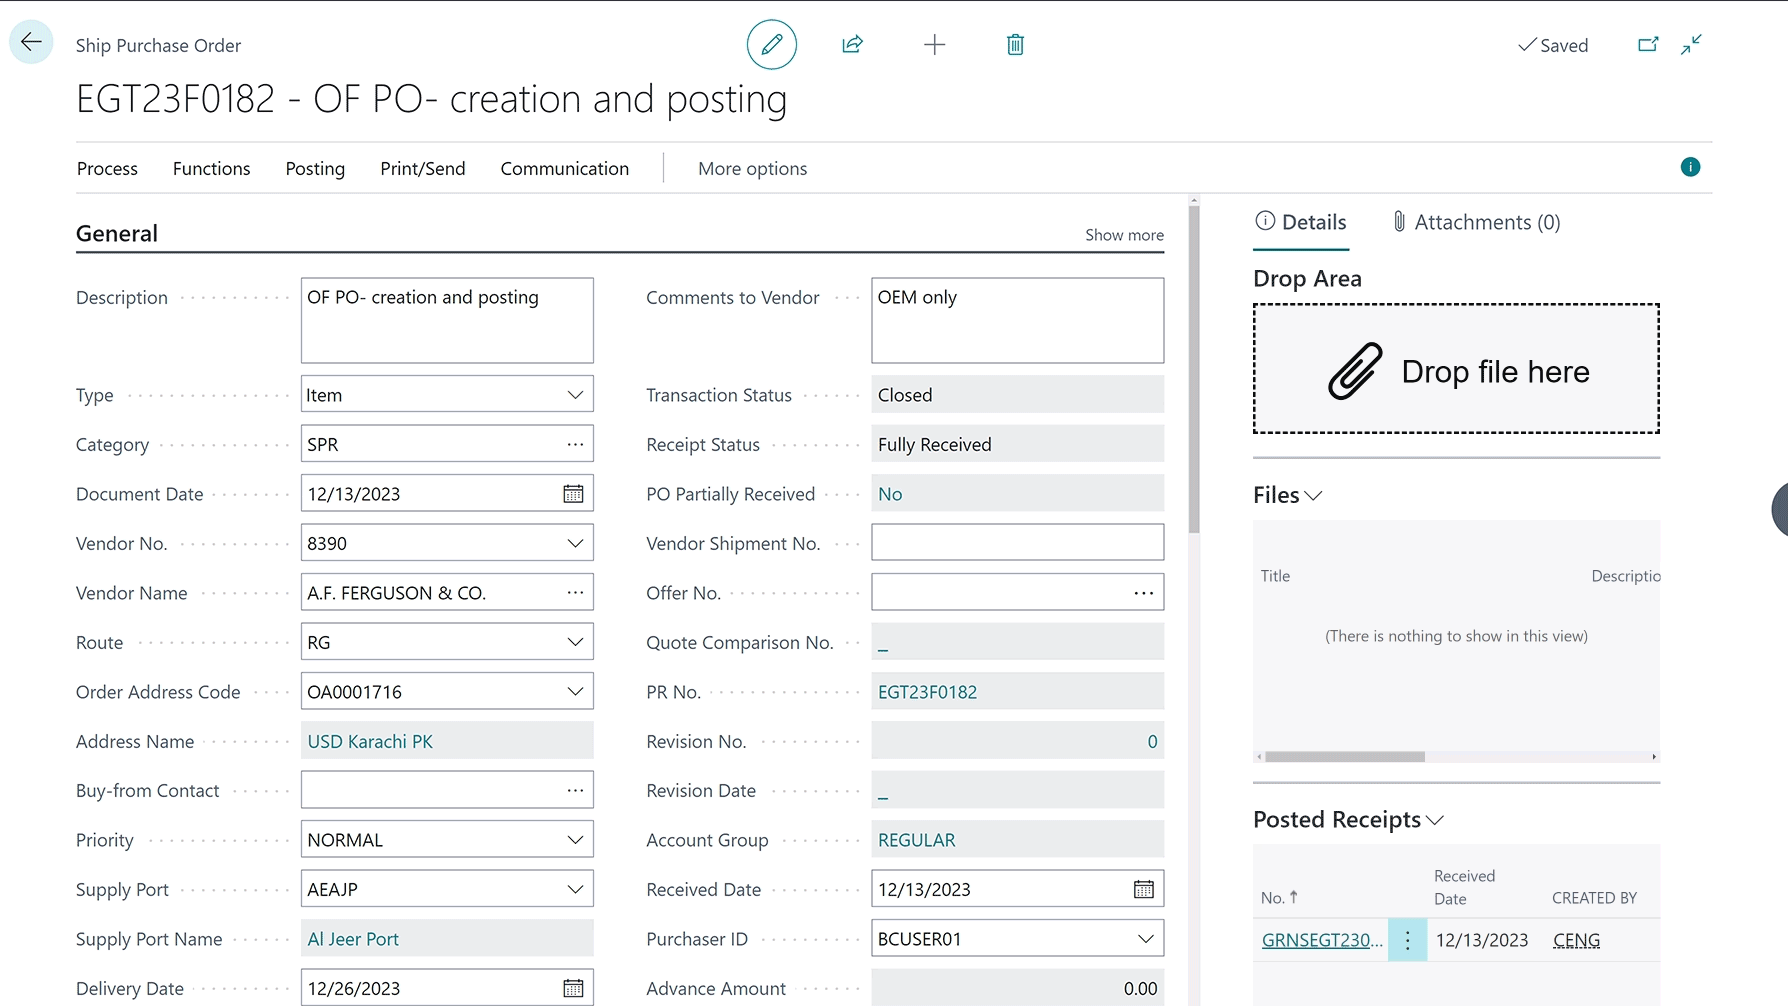 Ship Purchase Order
Saved
EGT23F0182 - OF PO- creation and posting
Process Functions Posting Print/Send Communication More options
General
Show more
Description OF PO- creation and posting
Type Item
Category SPR
Document Date 12/13/2023
Vendor No. 8390
Vendor Name A.F. FERGUSON & CO.
Route RG
Order Address Code OA0001716
Address Name USD Karachi PK
Buy-from Contact
Priority NORMAL
Supply Port AEAJP
Supply Port Name Al Jeer Port
Delivery Date 12/26/2023
Comments to Vendor OEM only
Transaction Status Closed
Receipt Status Fully Received
PO Partially Received No
Vendor Shipment No.
Offer No.
Quote Comparison No. _
PR No. EGT23F0182
Revision No. 0
Revision Date _
Account Group REGULAR
Received Date 12/13/2023
Purchaser ID BCUSER01
Advance Amount 0.00
Details Attachments (0)
Drop Area
Drop file here
Files
Title Descriptio
(There is nothing to show in this view)
Posted Receipts
No. ↑ Received Date CREATED BY
GRNSEGT230... 12/13/2023 CENG